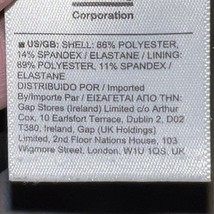 Corporation
■ US/GB: SHELL: 86% POLYESTER,
14% SPANDEX / ELASTANE / LINING:
89% POLYESTER, 11% SPANDEX /
ELASTANE
DISTRIBUIDO POR / Imported
By/Importe Par / ΕΙΣΑΓΕΤΑΙ ΑΠΟ ΤΗΝ:
Gap Stores (Ireland) Limited c/o Arthur
Cox, 10 Earlsfort Terrace, Dublin 2, D02
T380, Ireland, Gap (UK Holdings)
Limited, 2nd Floor Nations House, 103
Wigmore Street, London. W1U 1QS. UK